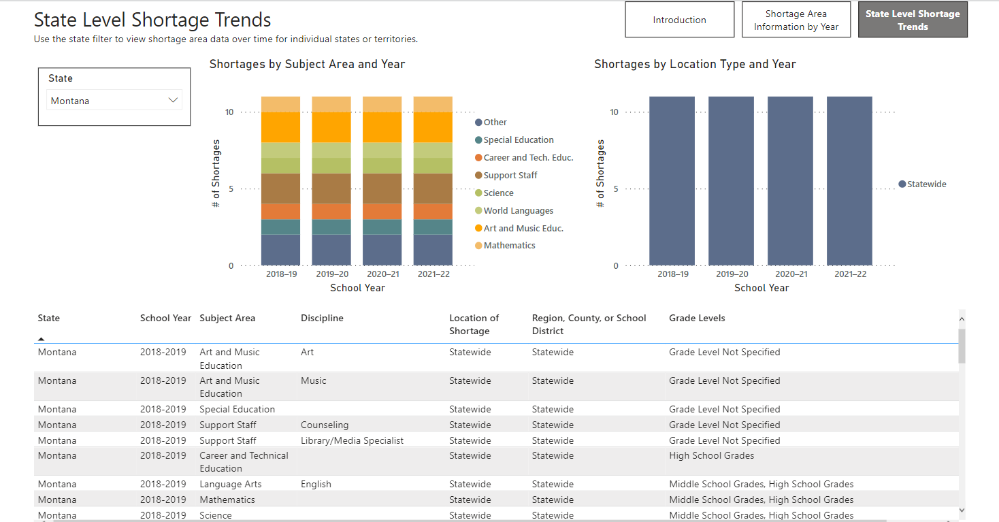 State Level Shortage Trends
Use the state filter to view shortage area data over time for individual states or territories.
Introduction
Shortage Area
Information by Year
State Level Shortage
Trends
State
Montana
Shortages by Subject Area and Year
# of Shortages
10
5
0
2018–19 2019–20 2020–21 2021–22
School Year
Other
Special Education
Career and Tech. Educ.
Support Staff
Science
World Languages
Art and Music Educ.
Mathematics
Shortages by Location Type and Year
# of Shortages
10
5
0
2018–19 2019–20 2020–21 2021–22
School Year
Statewide
State School Year Subject Area Discipline Location of Region, County, or School Grade Levels
Shortage District
Montana 2018-2019 Art and Music Art Statewide Statewide Grade Level Not Specified
Education
Montana 2018-2019 Art and Music Music Statewide Statewide Grade Level Not Specified
Education
Montana 2018-2019 Special Education Statewide Statewide Grade Level Not Specified
Montana 2018-2019 Support Staff Counseling Statewide Statewide Grade Level Not Specified
Montana 2018-2019 Support Staff Library/Media Specialist Statewide Statewide Grade Level Not Specified
Montana 2018-2019 Career and Technical Statewide Statewide High School Grades
Education
Montana 2018-2019 Language Arts English Statewide Statewide Middle School Grades, High School Grades
Montana 2018-2019 Mathematics Statewide Statewide Middle School Grades, High School Grades
Montana 2018-2019 Science Statewide Statewide Middle School Grades, High School Grades